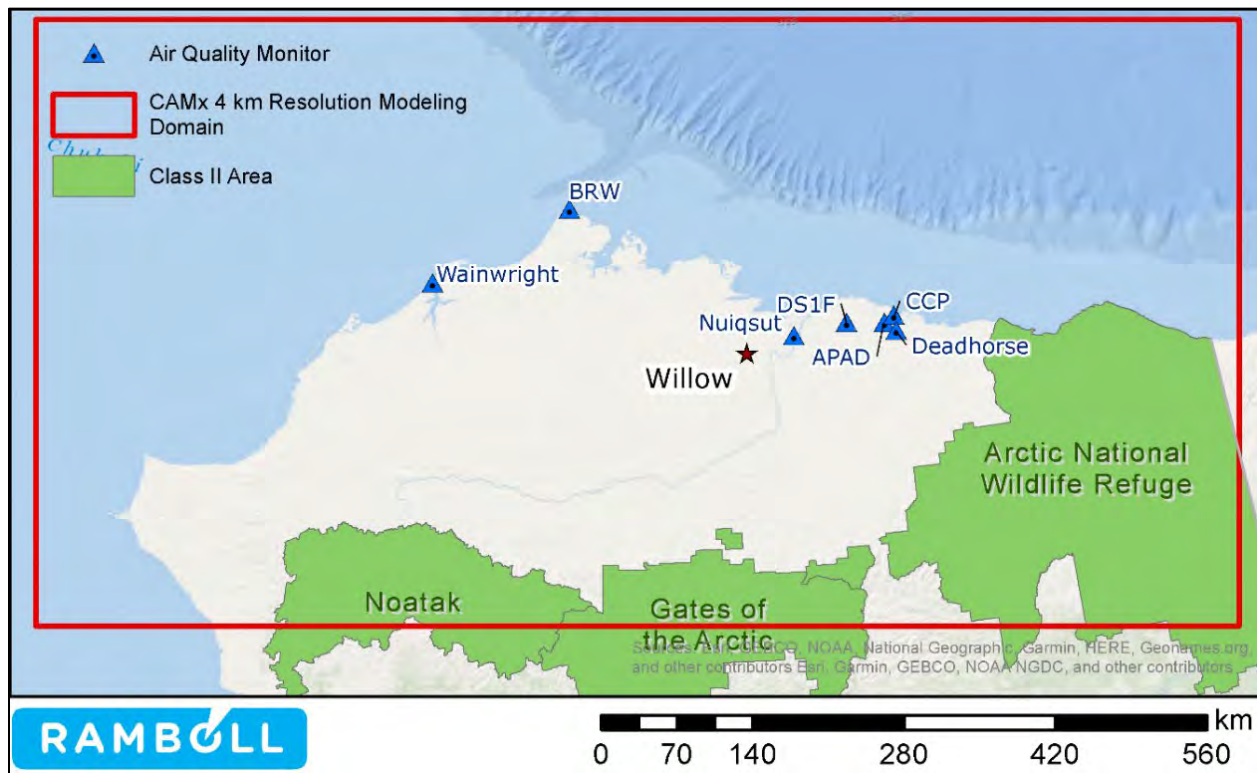 Air Quality Monitor
CAMx 4 km Resolution Modeling
Domain
Class II Area
BRW
Wainwright
DS1F
CCP
Nuiqsut
APAD
Deadhorse
Willow
Arctic National
Wildlife Refuge
Noatak
Gates of
the Arctic
Sources: Esri, GEBCO, NOAA, National Geographic, Garmin, HERE, Geonames.org,
and other contributors Esri, Garmin, GEBCO, NOAA NGDC, and other contributors
RAMBOLL
km
0 70 140 280 420 560